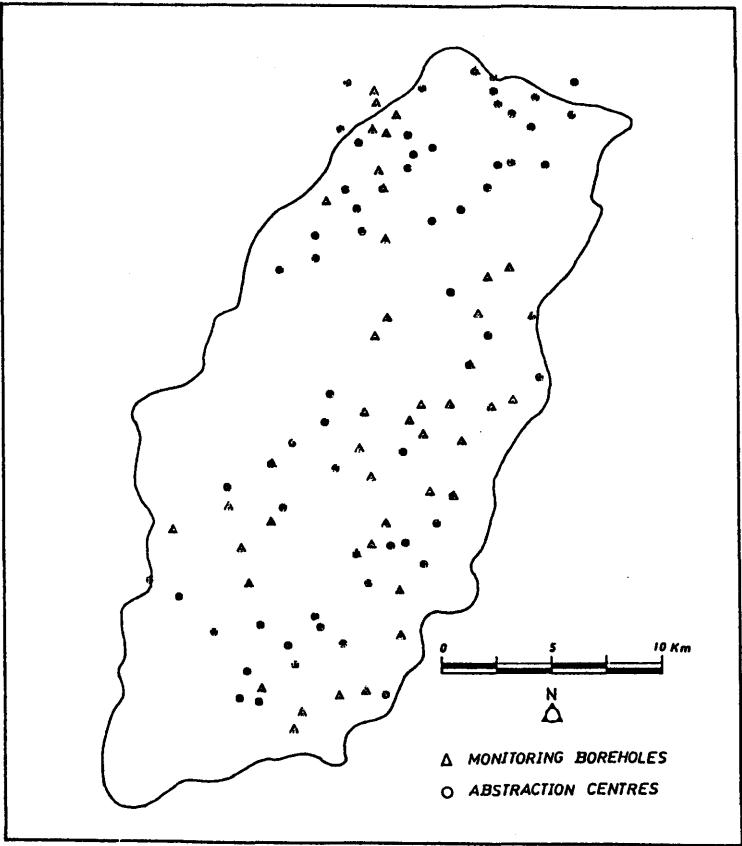 0 5 10 Km
N
△ MONITORING BOREHOLES
○ ABSTRACTION CENTRES